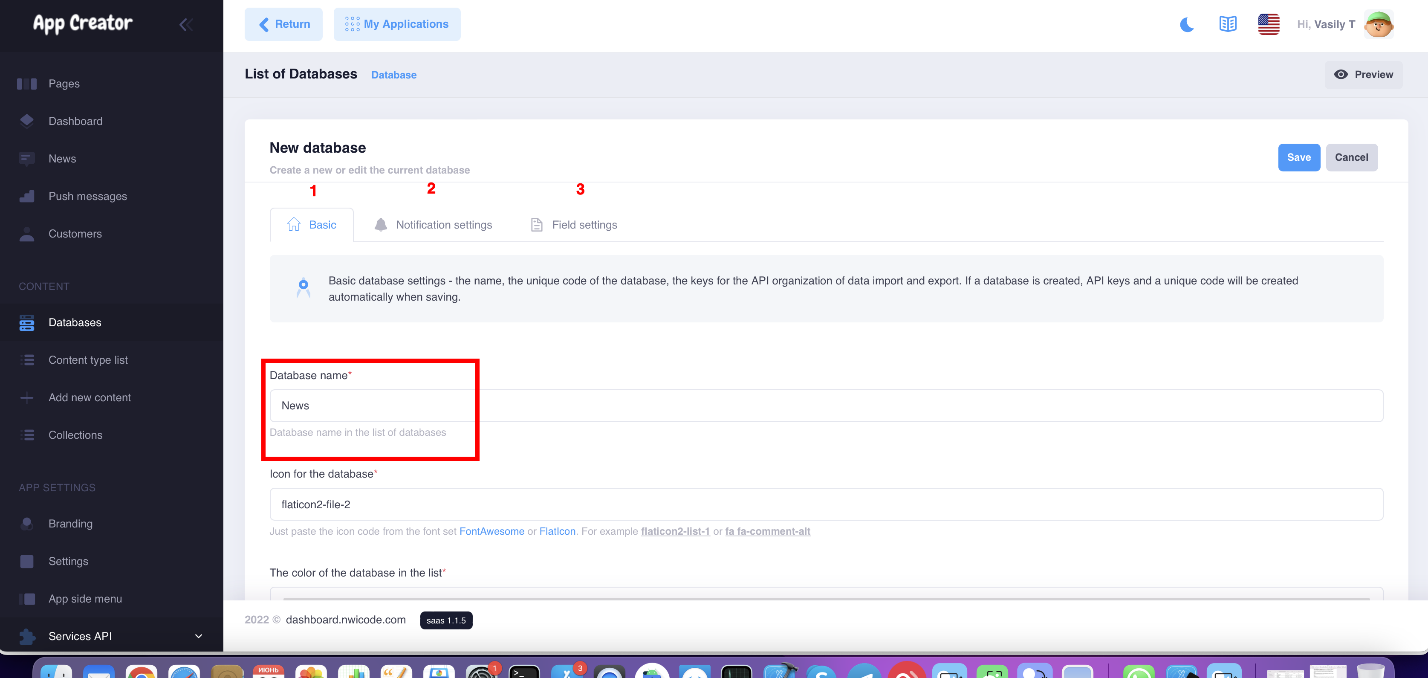 App Creator
Return
My Applications
Hi, Vasily T
List of Databases
Database
Preview
Pages
Dashboard
News
Push messages
Customers
CONTENT
Databases
Content type list
Add new content
Collections
APP SETTINGS
Branding
Settings
App side menu
Services API
New database
Create a new or edit the current database
Save
Cancel
1
2
3
Basic
Notification settings
Field settings
Basic database settings - the name, the unique code of the database, the keys for the API organization of data import and export. If a database is created, API keys and a unique code will be created
automatically when saving.
Database name*
News
Database name in the list of databases
Icon for the database*
flaticon2-file-2
Just paste the icon code from the font set FontAwesome or FlatIcon. For example flaticon2-list-1 or fa fa-comment-alt
The color of the database in the list*
2022 © dashboard.nwicode.com
saas 1.1.5
ИЮНЬ
1
3